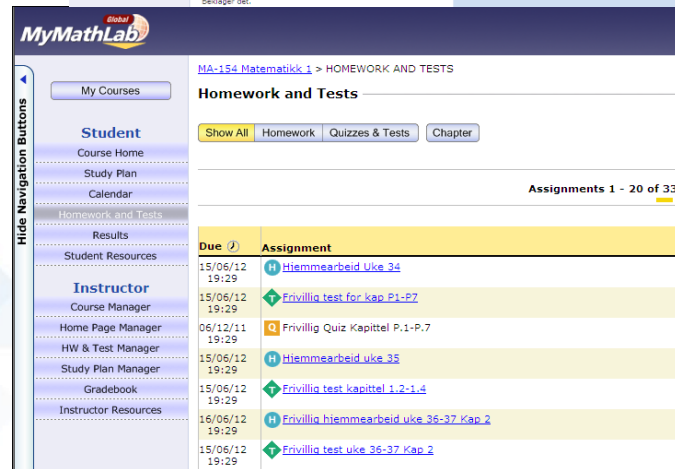 Beklager det.
Global
MyMathLab
Hide Navigation Buttons
My Courses
Student
Course Home
Study Plan
Calendar
Homework and Tests
Results
Student Resources
Instructor
Course Manager
Home Page Manager
HW & Test Manager
Study Plan Manager
Gradebook
Instructor Resources
MA-154 Matematikk 1 > HOMEWORK AND TESTS
Homework and Tests
Show All Homework Quizzes & Tests Chapter
Assignments 1 - 20 of 33
Due Assignment
15/06/12 H Hjemmearbeid Uke 34
19:29
15/06/12 T Frivillig test for kap P1-P7
19:29
06/12/11 Q Frivillig Quiz Kapittel P.1-P.7
19:29
15/06/12 H Hjemmearbeid uke 35
19:29
15/06/12 T Frivillig test kapittel 1.2-1.4
19:29
16/06/12 H Frivillig hjemmearbeid uke 36-37 Kap 2
19:29
15/06/12 T Frivillig test uke 36-37 Kap 2
19:29